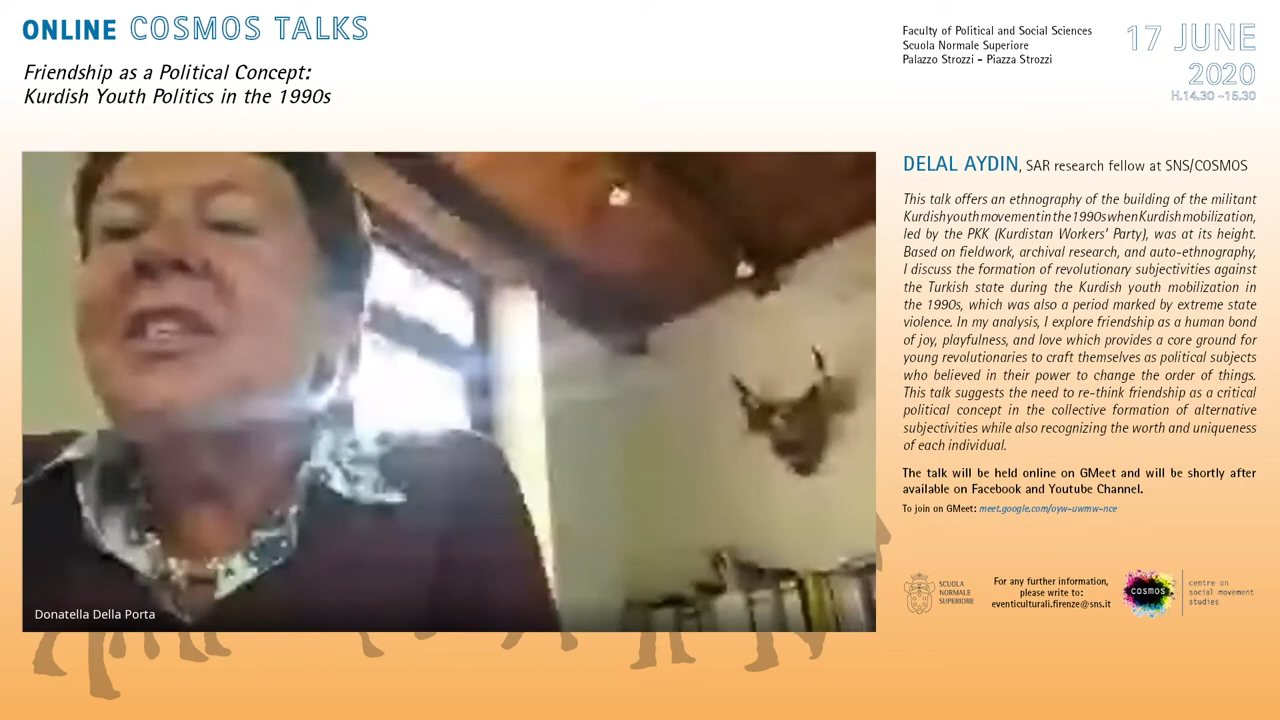 ONLINE COSMOS TALKS
Friendship as a Political Concept:
Kurdish Youth Politics in the 1990s
Faculty of Political and Social Sciences
Scuola Normale Superiore
Palazzo Strozzi - Piazza Strozzi
17 JUNE
2020
H.14.30 -15.30
DELAL AYDIN, SAR research fellow at SNS/COSMOS
This talk offers an ethnography of the building of the militant
Kurdish youth movement in the 1990s when Kurdish mobilization,
led by the PKK (Kurdistan Workers' Party), was at its height.
Based on fieldwork, archival research, and auto-ethnography,
I discuss the formation of revolutionary subjectivities against
the Turkish state during the Kurdish youth mobilization in
the 1990s, which was also a period marked by extreme state
violence. In my analysis, I explore friendship as a human bond
of joy, playfulness, and love which provides a core ground for
young revolutionaries to craft themselves as political subjects
who believed in their power to change the order of things.
This talk suggests the need to re-think friendship as a critical
political concept in the collective formation of alternative
subjectivities while also recognizing the worth and uniqueness
of each individual.
The talk will be held online on GMeet and will be shortly after
available on Facebook and Youtube Channel.
To join on GMeet: meet.google.com/oyw-uwmw-nce
Donatella Della Porta
SCUOLA
NORMALE
SUPERIORE
For any further information,
please write to:
eventiculturali.firenze@sns.it
cosmos
centre on
social movement
studies